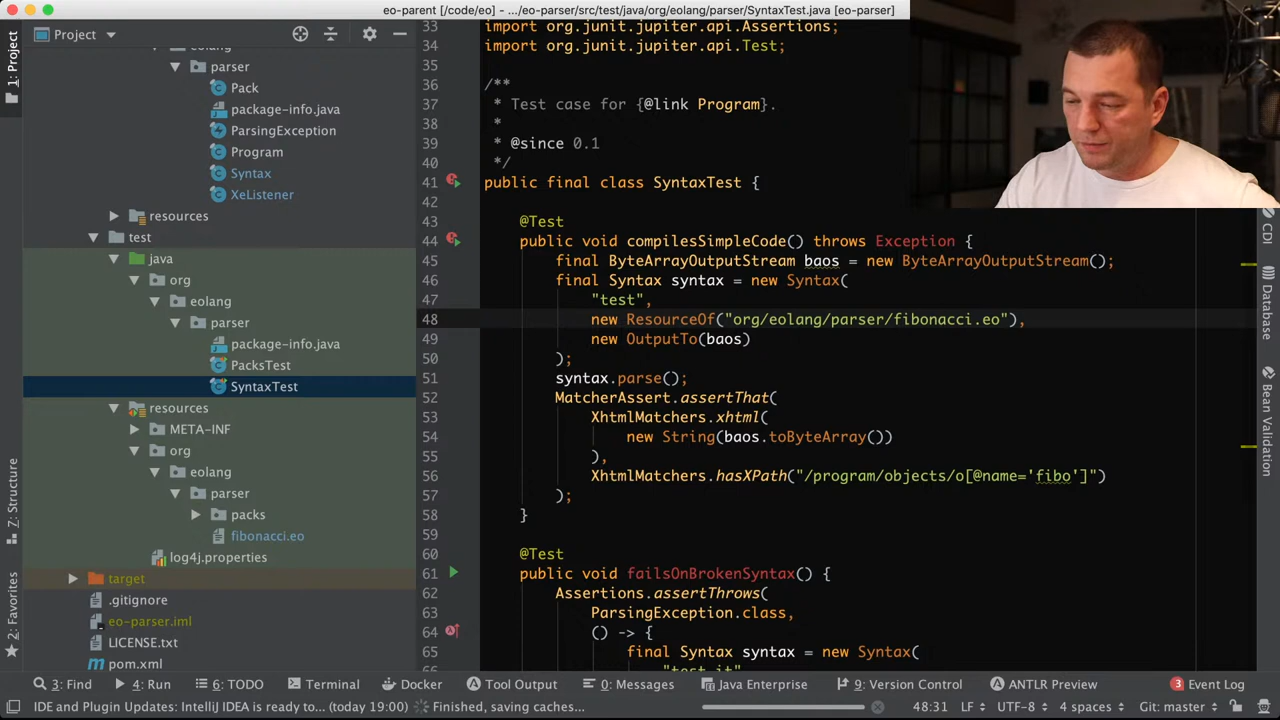 eo-parent [/code/eo] – .../eo-parser/src/test/java/org/eolang/parser/SyntaxTest.java [eo-parser]
Project
1: Project
Z: Structure
2: Favorites
parser
Pack
package-info.java
ParsingException
Program
Syntax
XeListener
resources
test
java
org
eolang
parser
package-info.java
PacksTest
SyntaxTest
resources
META-INF
org
eolang
parser
packs
fibonacci.eo
log4j.properties
target
.gitignore
eo-parser.iml
LICENSE.txt
pom.xml
33 import org.junit.jupiter.api.Assertions;
34 import org.junit.jupiter.api.Test;
35
36 /**
37 * Test case for {@link Program}.
38 *
39 * @since 0.1
40 */
41 public final class SyntaxTest {
42
43 @Test
44 public void compilesSimpleCode() throws Exception {
45 final ByteArrayOutputStream baos = new ByteArrayOutputStream();
46 final Syntax syntax = new Syntax(
47 "test",
48 new ResourceOf("org/eolang/parser/fibonacci.eo"),
49 new OutputTo(baos)
50 );
51 syntax.parse();
52 MatcherAssert.assertThat(
53 XhtmlMatchers.xhtml(
54 new String(baos.toByteArray())
55 ),
56 XhtmlMatchers.hasXPath("/program/objects/o[@name='fibo']")
57 );
58 }
59
60 @Test
61 public void failsOnBrokenSyntax() {
62 Assertions.assertThrows(
63 ParsingException.class,
64 () -> {
65 final Syntax syntax = new Syntax(
66 "test it"
CDI
Database
Bean Validation
3: Find 4: Run 6: TODO Terminal Docker Tool Output 0: Messages Java Enterprise 9: Version Control ANTLR Preview 3 Event Log
IDE and Plugin Updates: IntelliJ IDEA is ready to... (today 19:00) Finished, saving caches... 48:31 LF UTF-8 4 spaces Git: master